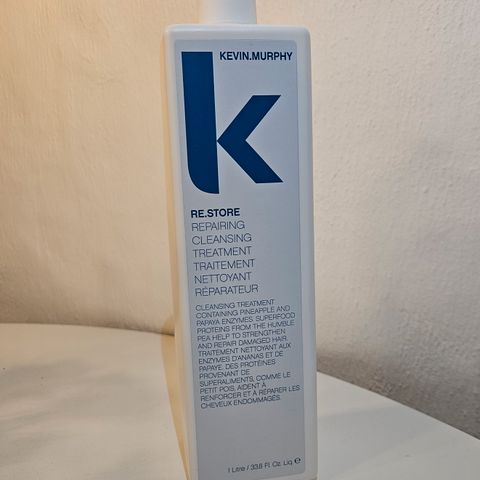 KEVIN.MURPHY
k
RE.STORE
REPAIRING
CLEANSING
TREATMENT
TRAITEMENT
NETTOYANT
RÉPARATEUR
CLEANSING TREATMENT
CONTAINING PINEAPPLE AND
PAPAYA ENZYMES. SUPERFOOD
PROTEINS FROM THE HUMBLE
PEA HELP TO STRENGTHEN
AND REPAIR DAMAGED HAIR.
TRAITEMENT NETTOYANT AUX
ENZYMES D'ANANAS ET DE
PAPAYE. DES PROTÉINES
PROVENANT DE
SUPERALIMENTS, COMME LE
PETIT POIS, AIDENT À
RENFORCER ET À RÉPARER LES
CHEVEUX ENDOMMAGÉS.
1 Litre / 33.8 Fl. Oz. Liq ℮